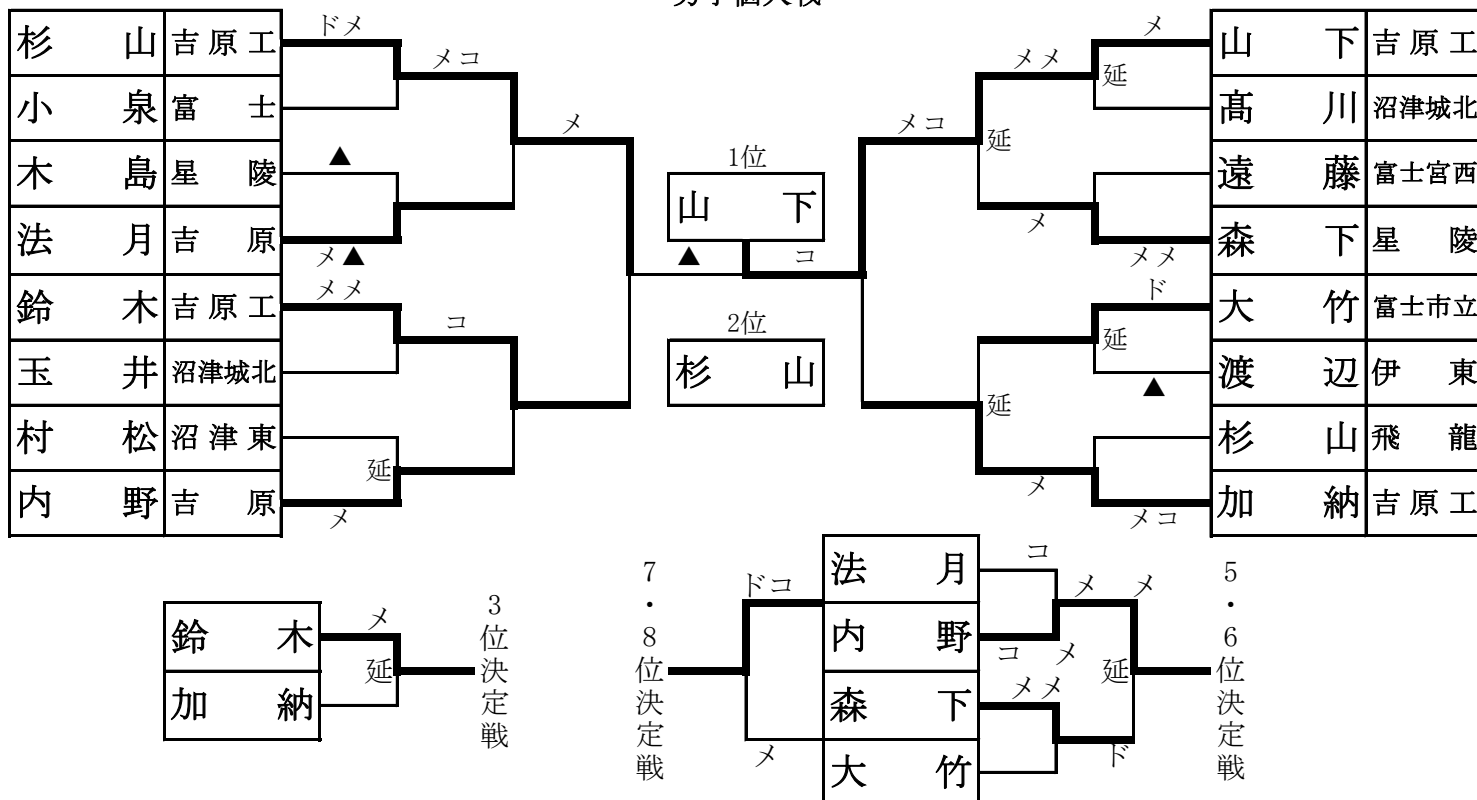 杉山 吉原工 ドメ
小泉 富士 メコ
木島 星陵 ▲
法月 吉原 メ▲
メ
鈴木 吉原工 メメ
玉井 沼津城北 コ
村松 沼津東 延
内野 吉原 メ
1位
山下
▲ コ
2位
杉山
メ 山下 吉原工
メメ 延 髙川 沼津城北
メコ 延 遠藤 富士宮西
メ メメ 森下 星陵
ド 大竹 富士市立
延 ▲ 渡辺 伊東
延 杉山 飛龍
メ メコ 加納 吉原工
鈴木 メ
加納 延
3位決定戦
7・8位決定戦
ドコ
メ
法月 コ
内野 コメ
森下 メメ
大竹
メ メ
延
ド
5・6位決定戦